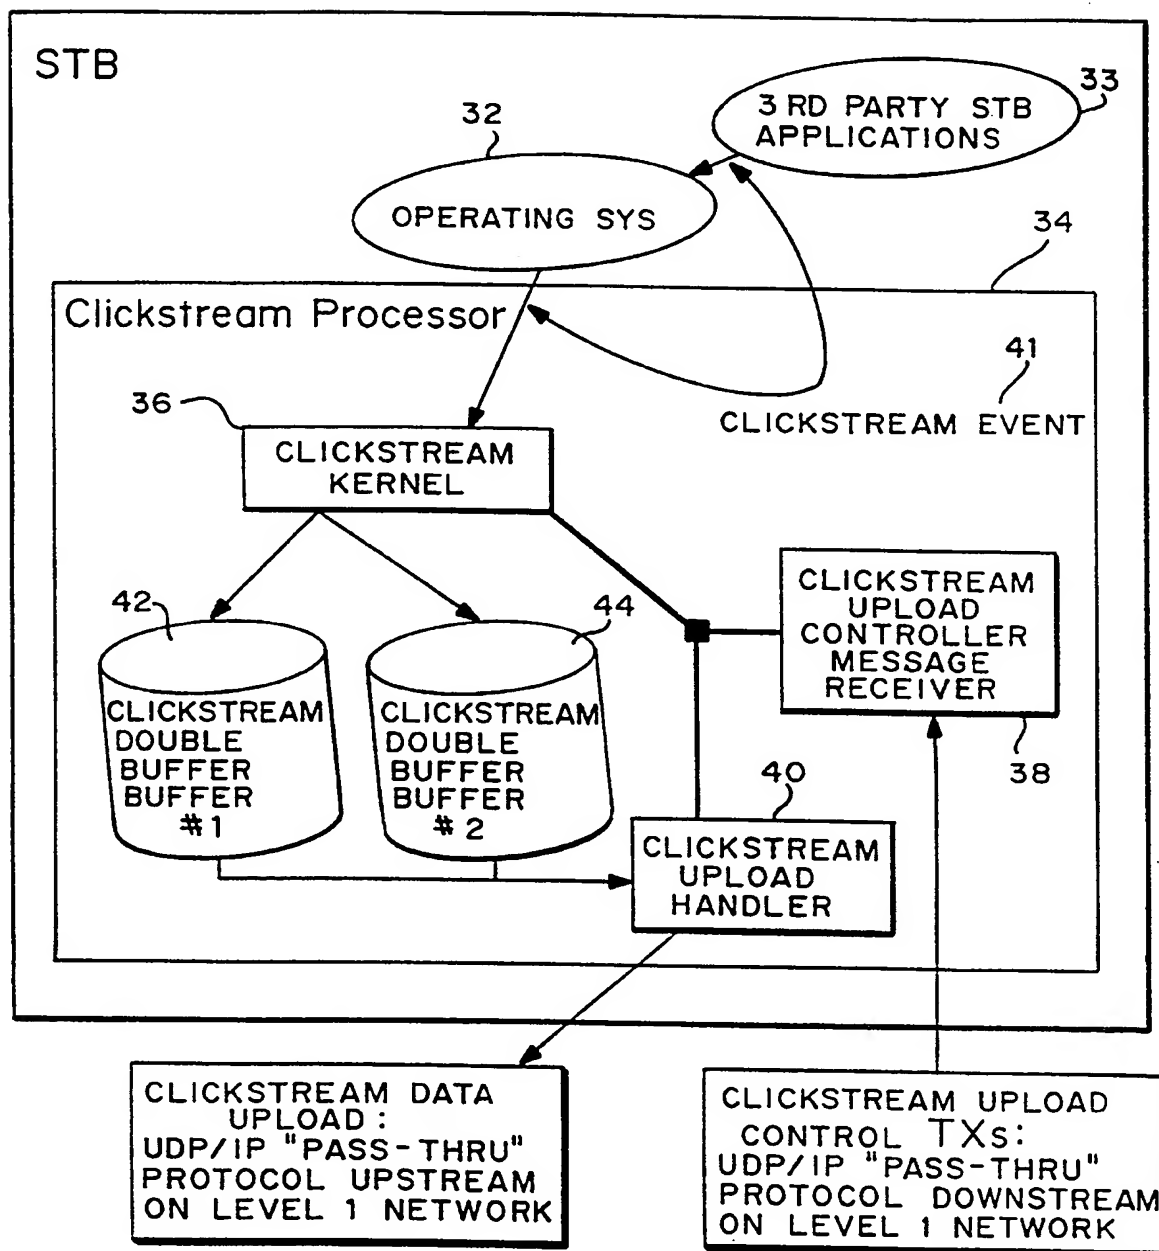 STB
33
3 RD PARTY STB
APPLICATIONS
32
OPERATING SYS
34
Clickstream Processor
41
CLICKSTREAM EVENT
36
CLICKSTREAM
KERNEL
42
CLICKSTREAM
DOUBLE
BUFFER
BUFFER
#1
44
CLICKSTREAM
DOUBLE
BUFFER
BUFFER
#2
CLICKSTREAM
UPLOAD
CONTROLLER
MESSAGE
RECEIVER
38
40
CLICKSTREAM
UPLOAD
HANDLER
CLICKSTREAM DATA
UPLOAD:
UDP/IP "PASS-THRU"
PROTOCOL UPSTREAM
ON LEVEL 1 NETWORK
CLICKSTREAM UPLOAD
CONTROL TXs:
UDP/IP "PASS-THRU"
PROTOCOL DOWNSTREAM
ON LEVEL 1 NETWORK